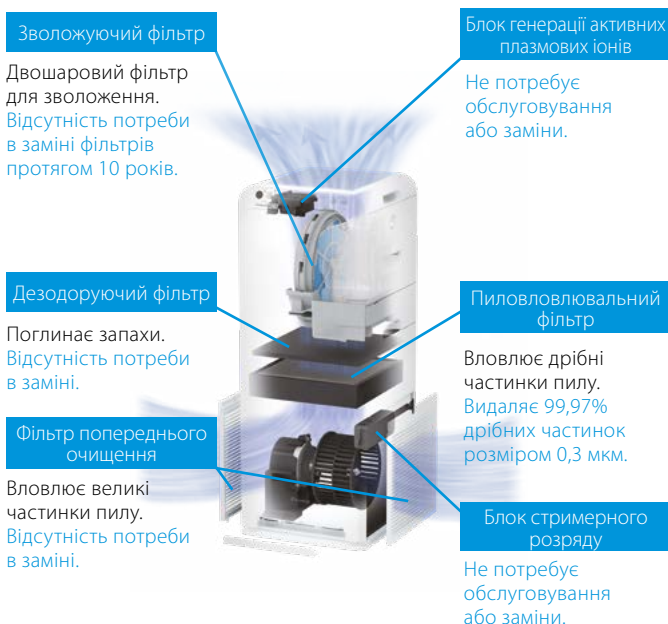 Зволожуючий фільтр
Двошаровий фільтр
для зволоження.
Відсутність потреби
в заміні фільтрів
протягом 10 років.
Блок генерації активних
плазмових іонів
Не потребує
обслуговування
або заміни.
Дезодоруючий фільтр
Поглинає запахи.
Відсутність потреби
в заміні.
Пиловловлювальний
фільтр
Вловлює дрібні
частинки пилу.
Видаляє 99,97%
дрібних частинок
розміром 0,3 мкм.
Фільтр попереднього
очищення
Вловлює великі
частинки пилу.
Відсутність потреби
в заміні.
Блок стримерного
розряду
Не потребує
обслуговування
або заміни.